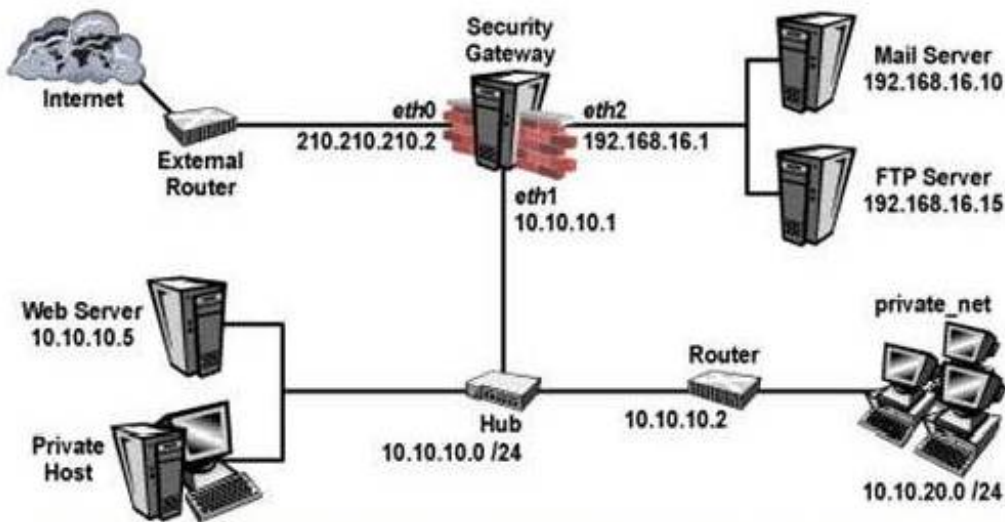 Security
Gateway
Internet
External
Router
eth0
210.210.210.2
eth2
192.168.16.1
eth1
10.10.10.1
Mail Server
192.168.16.10
FTP Server
192.168.16.15
Web Server
10.10.10.5
Private
Host
Hub
10.10.10.0 /24
Router
10.10.10.2
private_net
10.10.20.0 /24